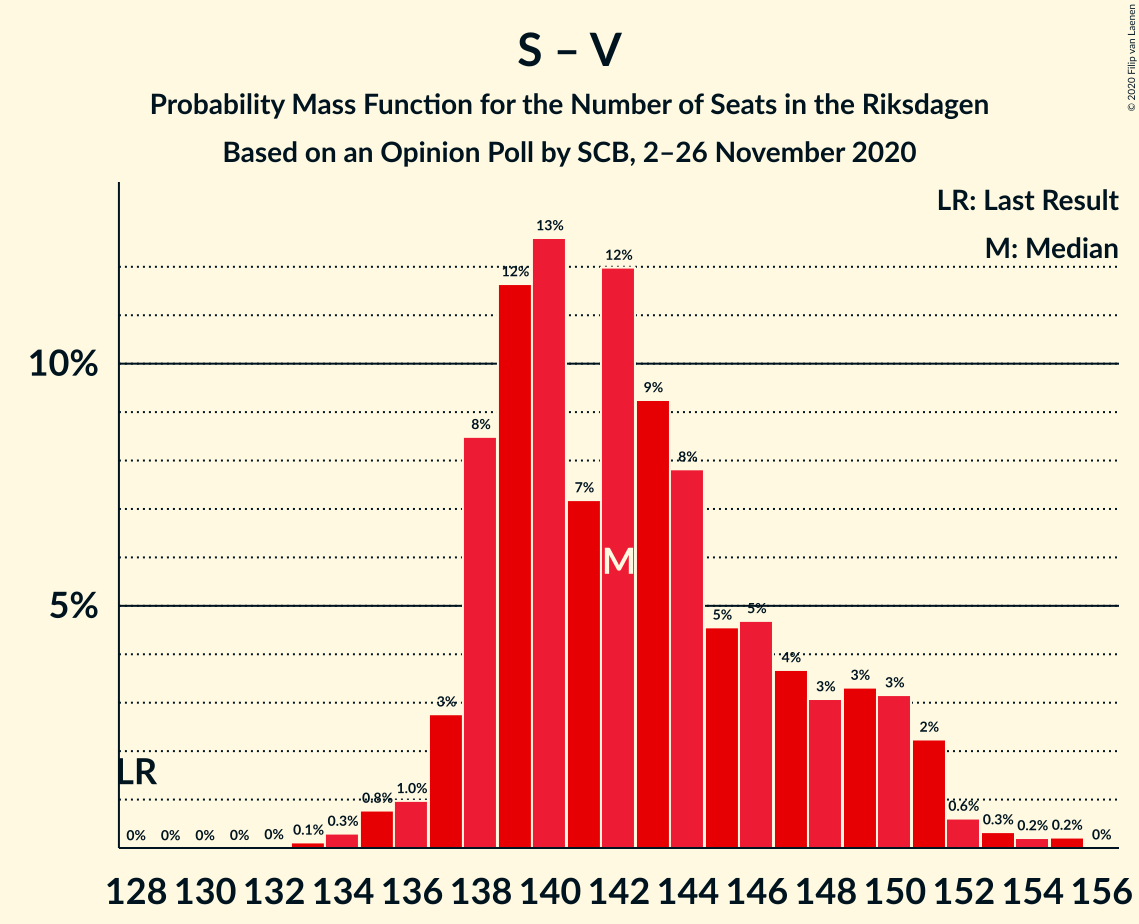 © 2020 Filip van Laenen
S – V
Probability Mass Function for the Number of Seats in the Riksdagen
Based on an Opinion Poll by SCB, 2–26 November 2020
LR: Last Result
M: Median
10%
5%
LR
M
0% 0% 0% 0% 0% 0.1% 0.3% 0.8% 1.0% 3% 8% 12% 13% 7% 12% 9% 8% 5% 5% 4% 3% 3% 3% 2% 0.6% 0.3% 0.2% 0.2% 0%
128 130 132 134 136 138 140 142 144 146 148 150 152 154 156